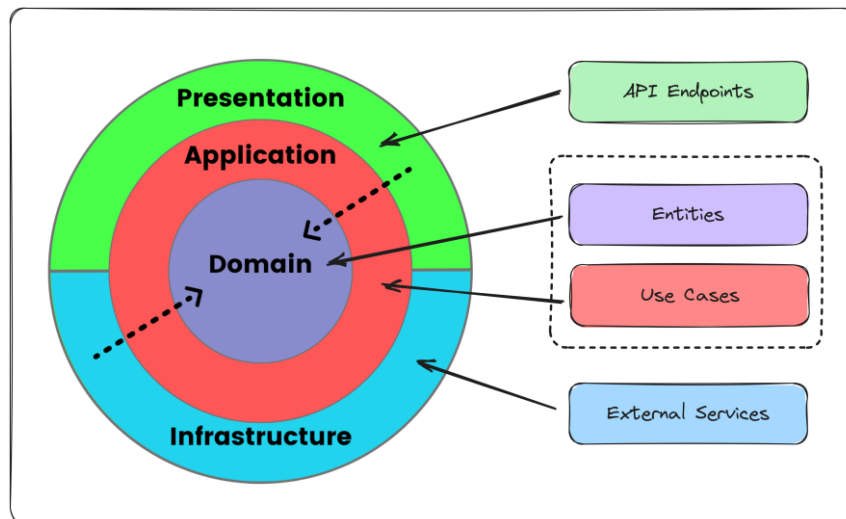 Presentation
Application
Domain
Infrastructure
API Endpoints
Entities
Use Cases
External Services